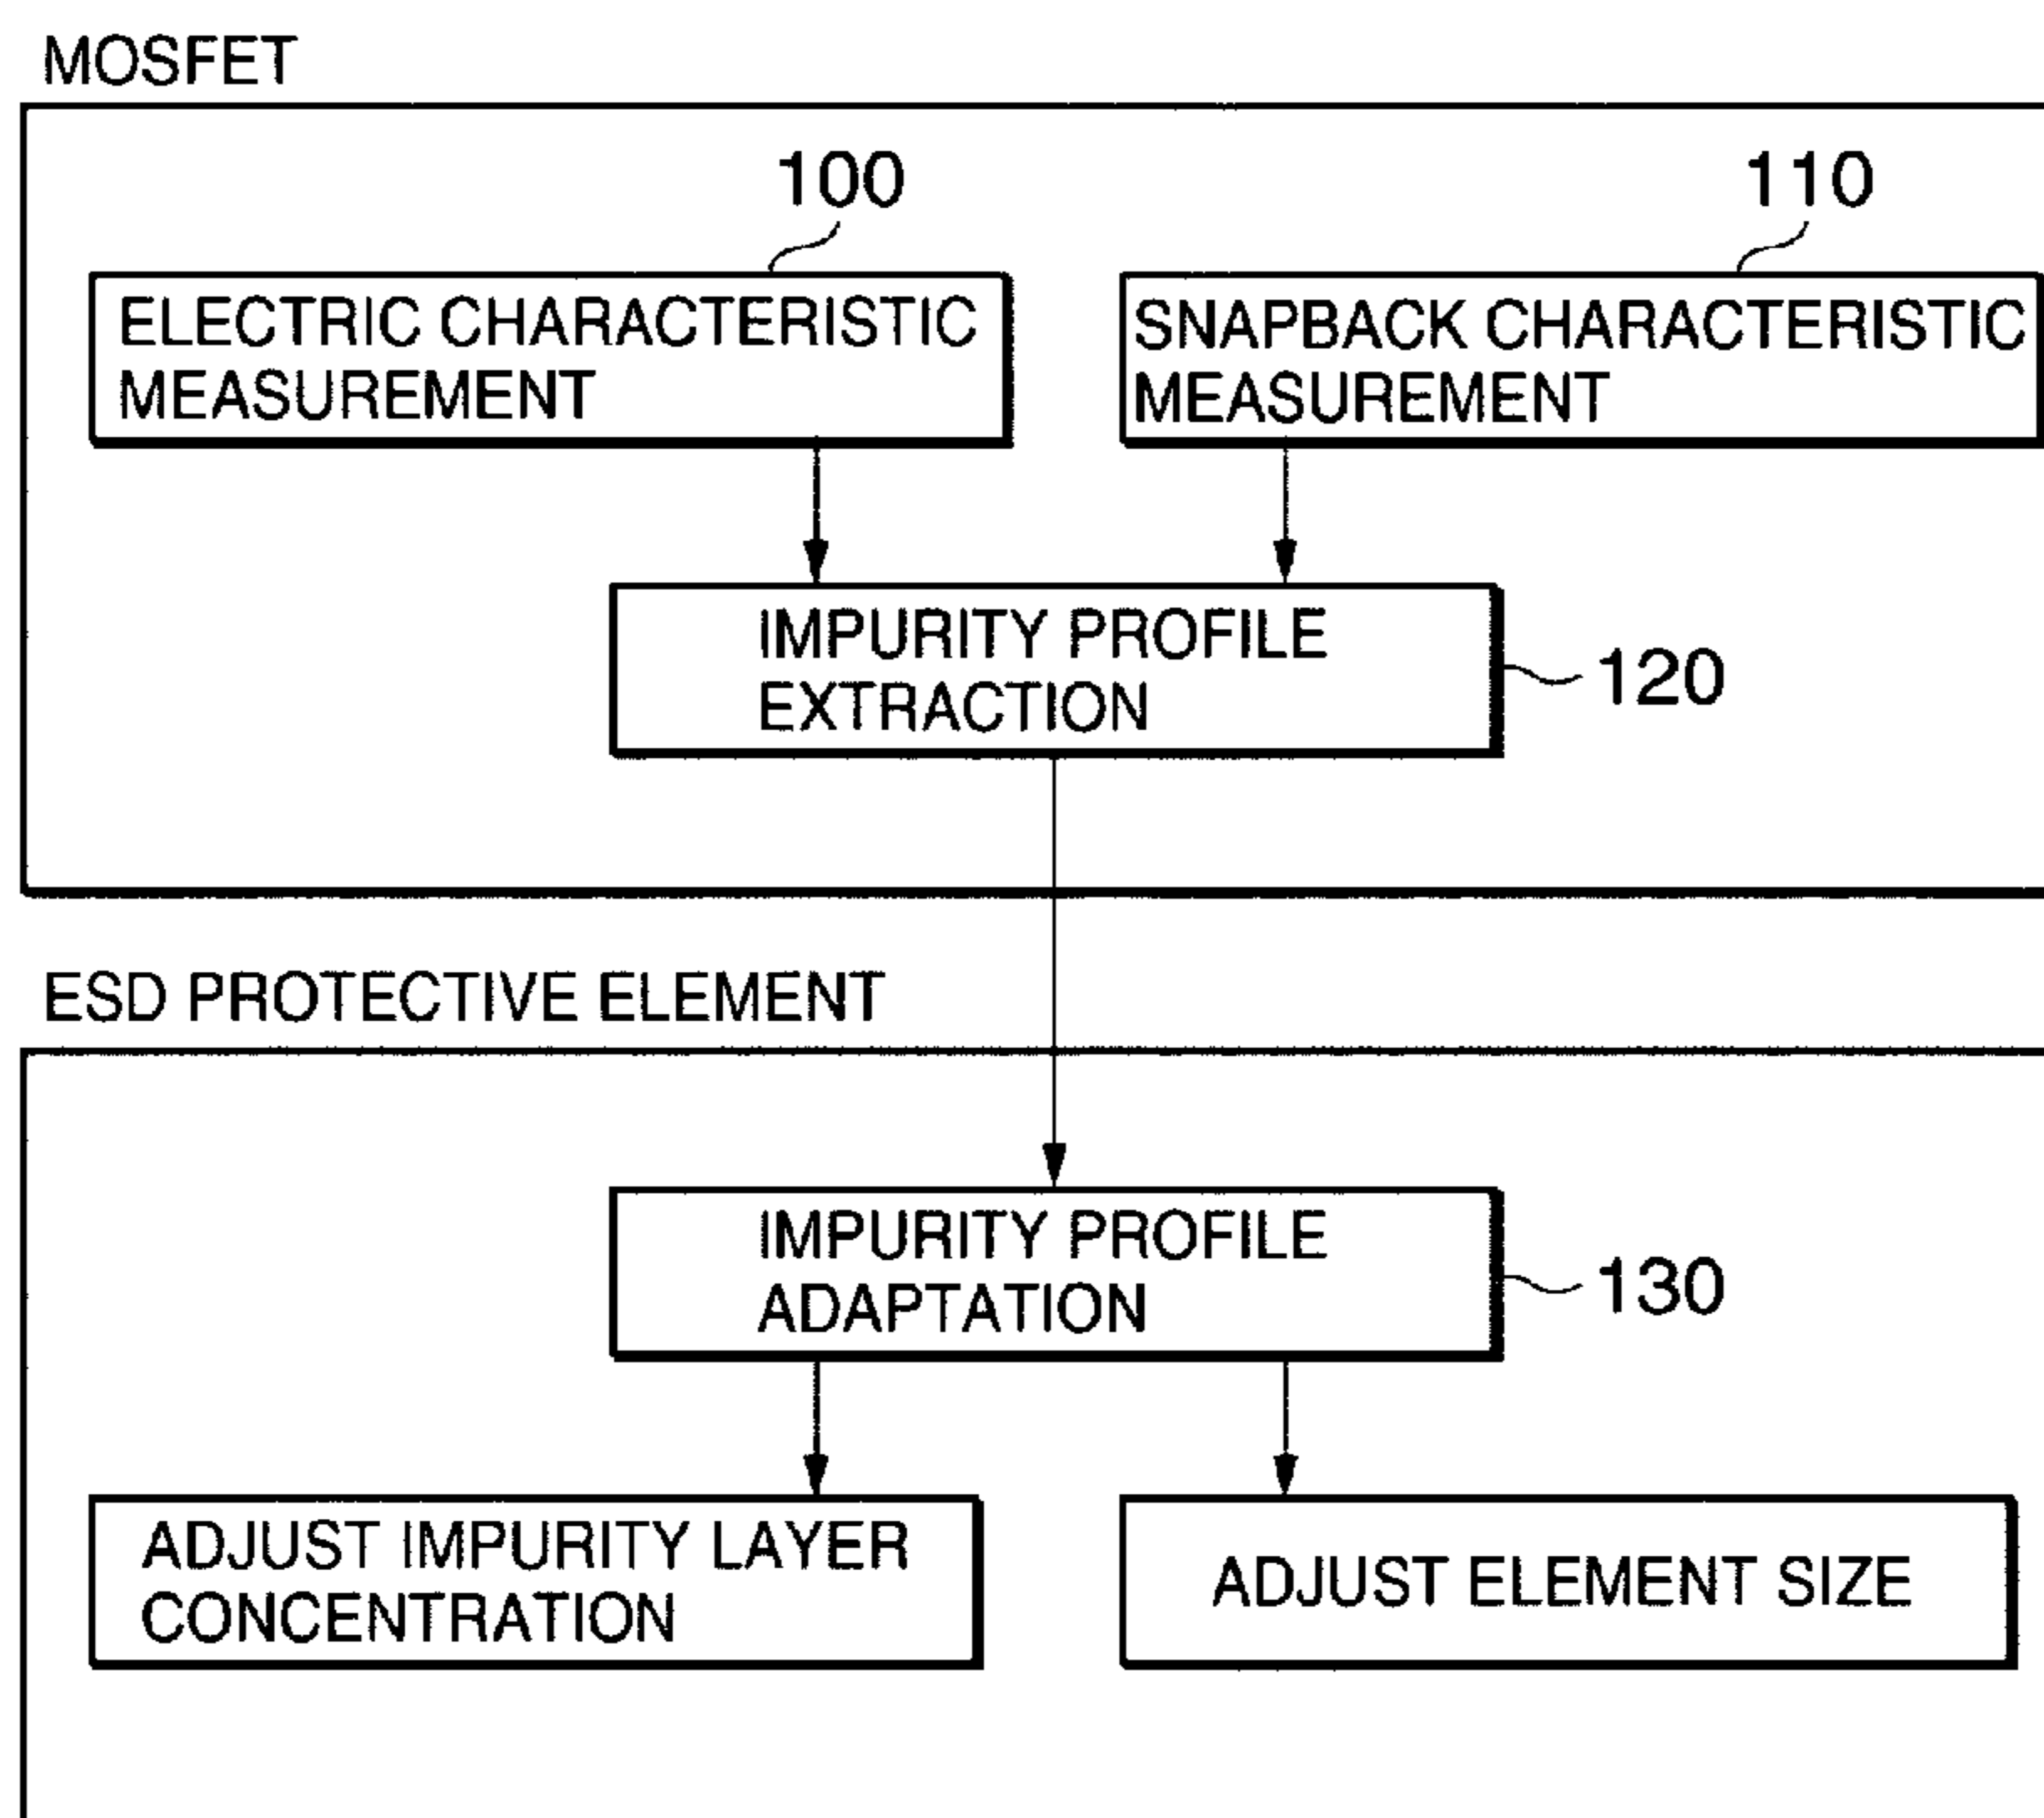 MOSFET
100
110
ELECTRIC CHARACTERISTIC
MEASUREMENT
SNAPBACK CHARACTERISTIC
MEASUREMENT
IMPURITY PROFILE
EXTRACTION
120
ESD PROTECTIVE ELEMENT
IMPURITY PROFILE
ADAPTATION
130
ADJUST IMPURITY LAYER
CONCENTRATION
ADJUST ELEMENT SIZE